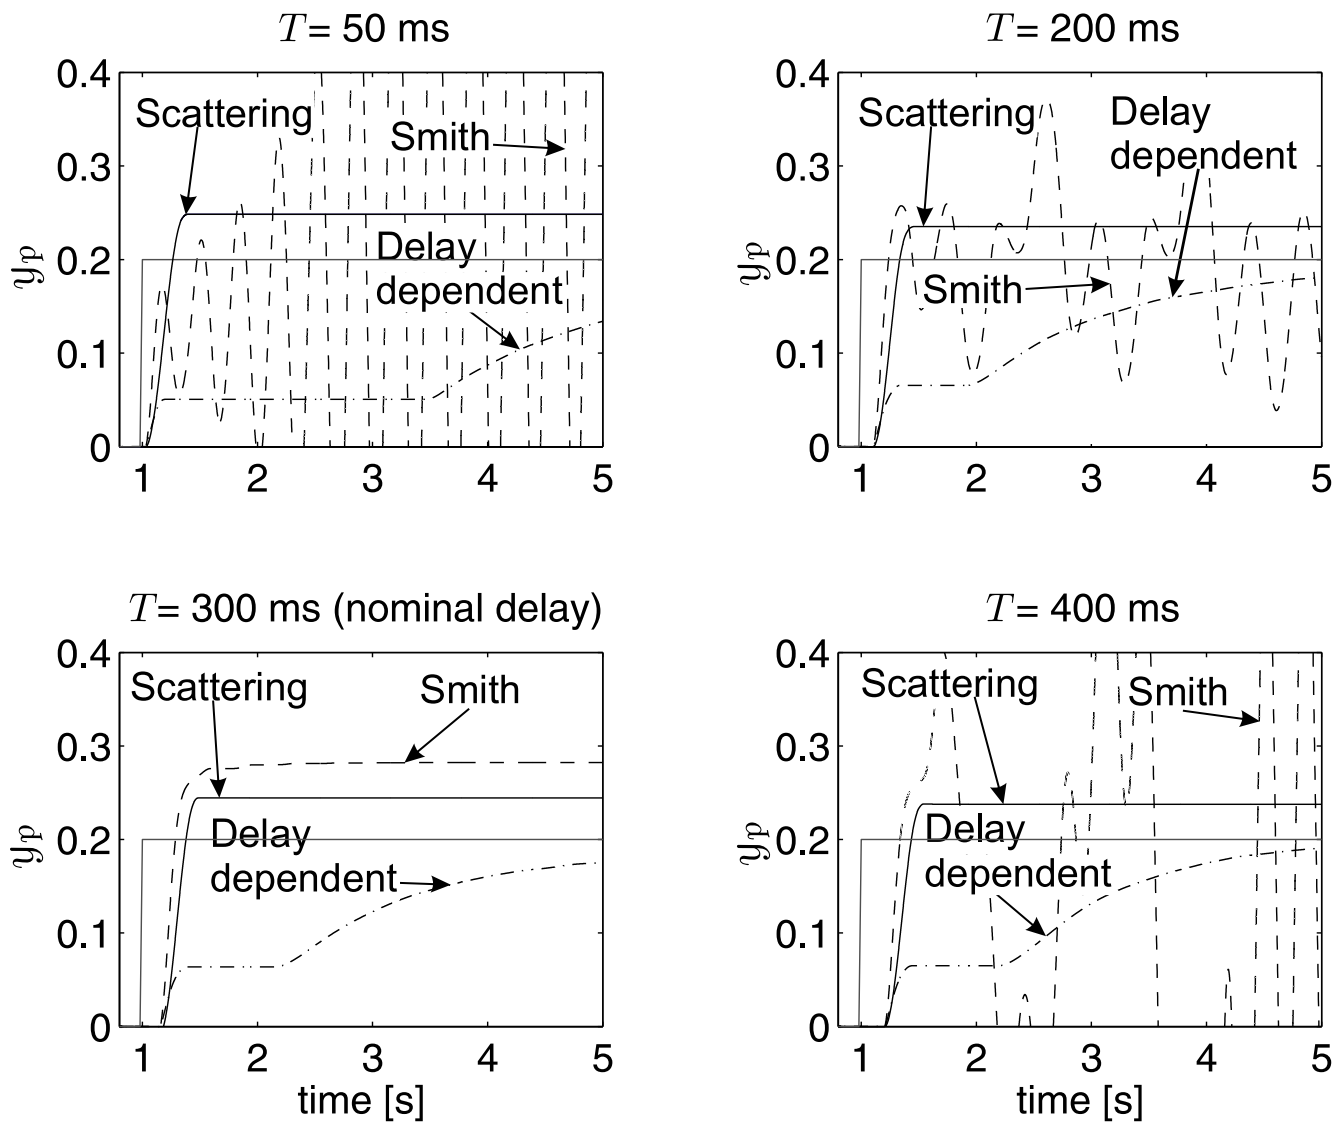 T= 50 ms
0.4
0.3
0.2
0.1
0
yp
Scattering
Smith
Delay
dependent
1 2 3 4 5
T= 200 ms
0.4
0.3
0.2
0.1
0
yp
Scattering
Delay
dependent
Smith
1 2 3 4 5
T= 300 ms (nominal delay)
0.4
0.3
0.2
0.1
0
yp
Scattering
Smith
Delay
dependent
1 2 3 4 5
time [s]
T= 400 ms
0.4
0.3
0.2
0.1
0
yp
Scattering
Smith
Delay
dependent
1 2 3 4 5
time [s]